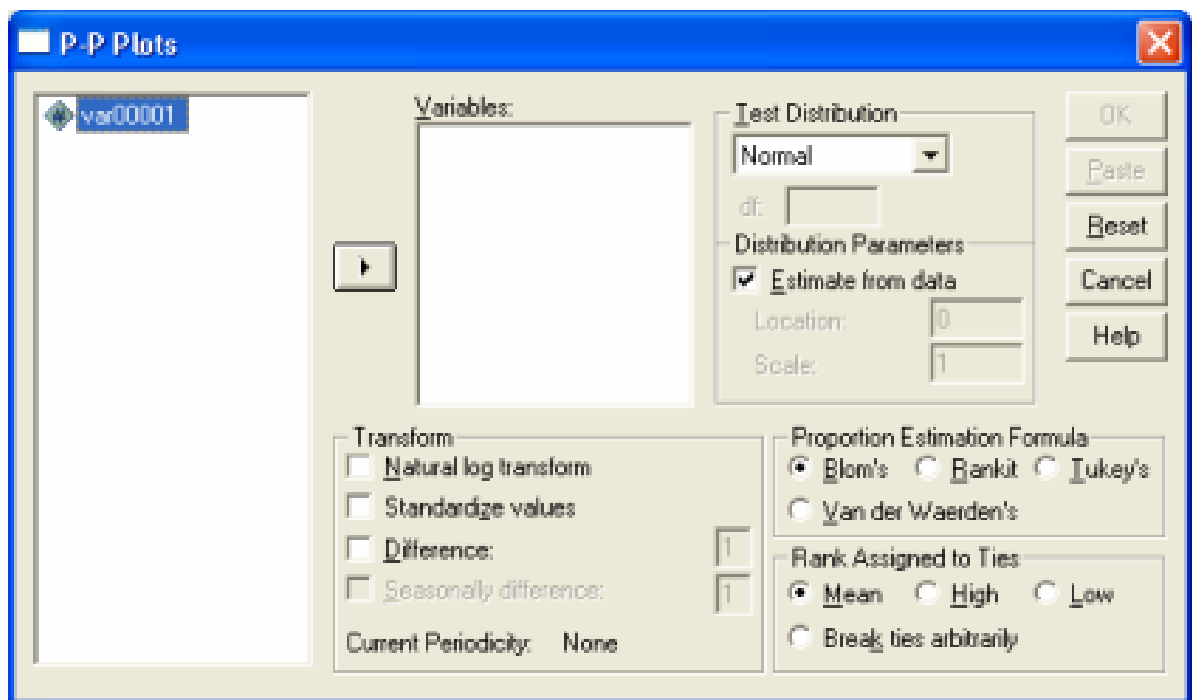 P-P Plots
var00001
Variables:
Test Distribution
Normal
df:
Distribution Parameters
Estimate from data
Location: 0
Scale: 1
OK
Paste
Reset
Cancel
Help
Transform
Natural log transform
Standardize values
Difference: 1
Seasonally difference: 1
Current Periodicity: None
Proportion Estimation Formula
Blom's Rankit Tukey's
Van der Waerden's
Rank Assigned to Ties
Mean High Low
Break ties arbitrarily